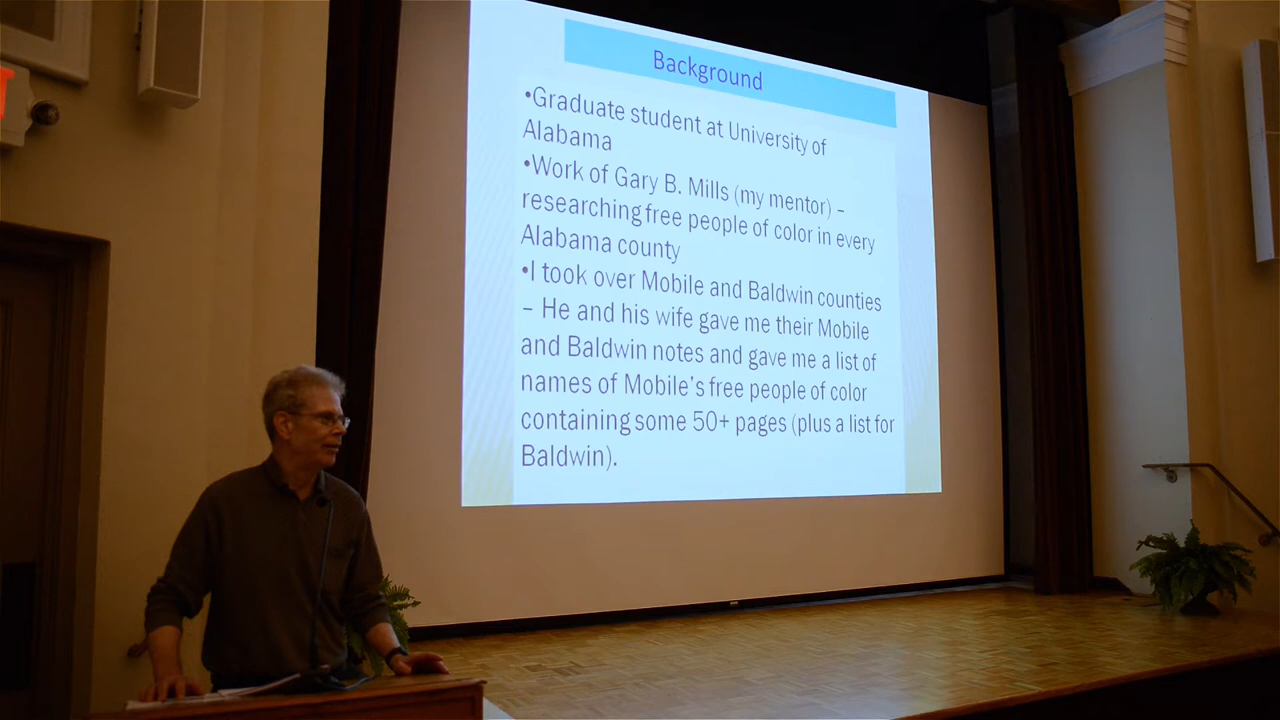 Background
•Graduate student at University of
Alabama
•Work of Gary B. Mills (my mentor) –
researching free people of color in every
Alabama county
•I took over Mobile and Baldwin counties
– He and his wife gave me their Mobile
and Baldwin notes and gave me a list of
names of Mobile's free people of color
containing some 50+ pages (plus a list for
Baldwin).